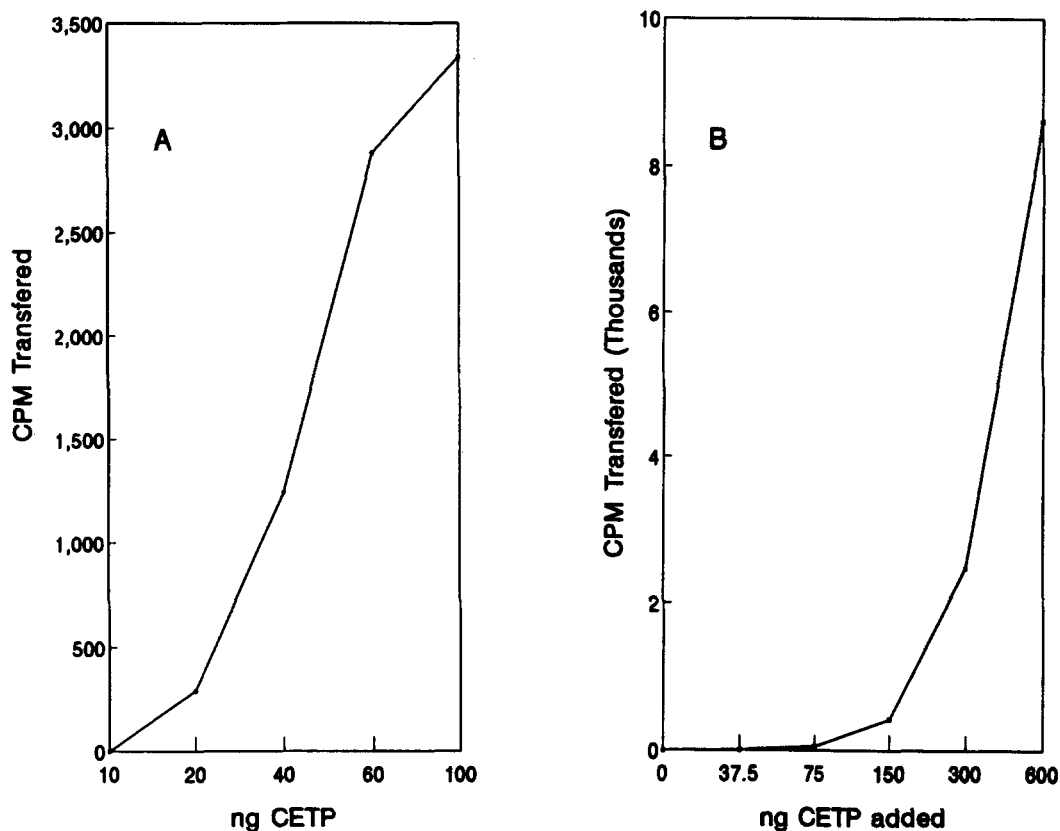 A
CPM Transfered
3,500
3,000
2,500
2,000
1,500
1,000
500
0
10 20 40 60 100
ng CETP
B
CPM Transfered (Thousands)
10
8
6
4
2
0
0 37.5 75 150 300 600
ng CETP added